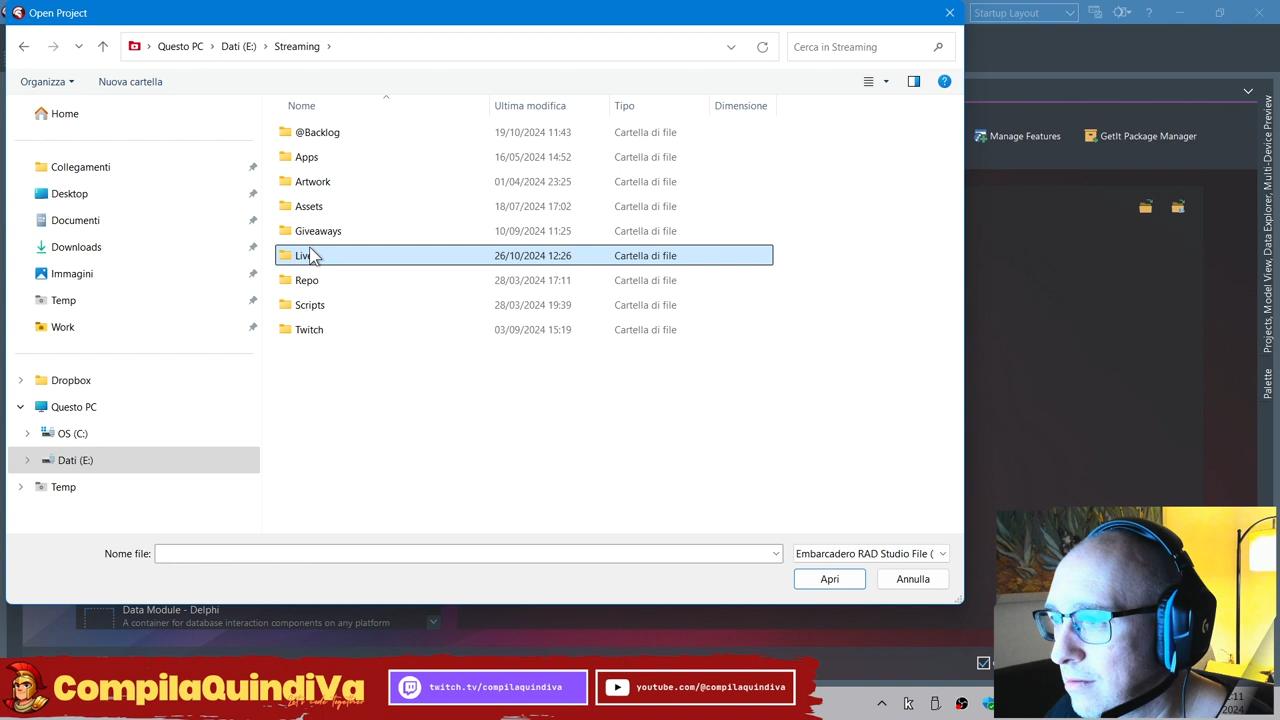 Open Project
Startup Layout
Questo PC > Dati (E:) > Streaming >
Cerca in Streaming
Organizza
Nuova cartella
Nome
Ultima modifica
Tipo
Dimensione
Home
Collegamenti
Desktop
Documenti
Downloads
Immagini
Temp
Work
Dropbox
Questo PC
OS (C:)
Dati (E:)
Temp
@Backlog 19/10/2024 11:43 Cartella di file
Apps 16/05/2024 14:52 Cartella di file
Artwork 01/04/2024 23:25 Cartella di file
Assets 18/07/2024 17:02 Cartella di file
Giveaways 10/09/2024 11:25 Cartella di file
26/10/2024 12:26 Cartella di file
Repo 28/03/2024 17:11 Cartella di file
Scripts 28/03/2024 19:39 Cartella di file
Twitch 03/09/2024 15:19 Cartella di file
Manage Features
GetIt Package Manager
Projects, Model View, Data Explorer, Multi-Device Preview
Palette
Nome file:
Embarcadero RAD Studio File (
Apri
Annulla
Data Module - Delphi
A container for database interaction components on any platform
CompilaQuindiVa
Let's Code Together
twitch.tv/compilaquindiva
youtube.com/@compilaquindiva